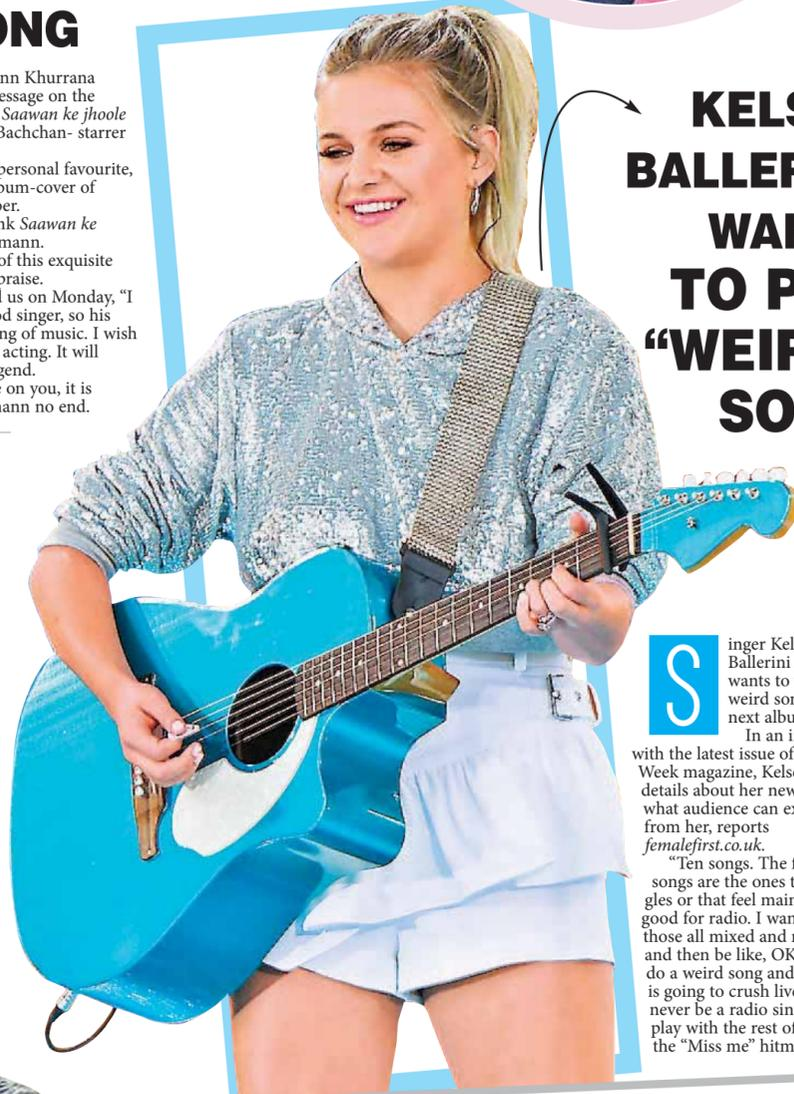 ONG
nn Khurrana
essage on the
Saawan ke jhoole
Bachchan- starrer
personal favourite,
bum-cover of
per.
nk Saawan ke
mann.
of this exquisite
praise.
d us on Monday, “I
od singer, so his
ng of music. I wish
acting. It will
gend.
e on you, it is
mann no end.
KELS
BALLER
WAN
TO P
“WEIR
SO
S
inger Kel
Ballerini
wants to
weird son
next albu
In an i
with the latest issue of
Week magazine, Kelse
details about her new
what audience can ex
from her, reports
femalefirst.co.uk.
“Ten songs. The f
songs are the ones t
gles or that feel main
good for radio. I wan
those all mixed and m
and then be like, OK
do a weird song and
is going to crush live
never be a radio sin
play with the rest of
the “Miss me” hitm